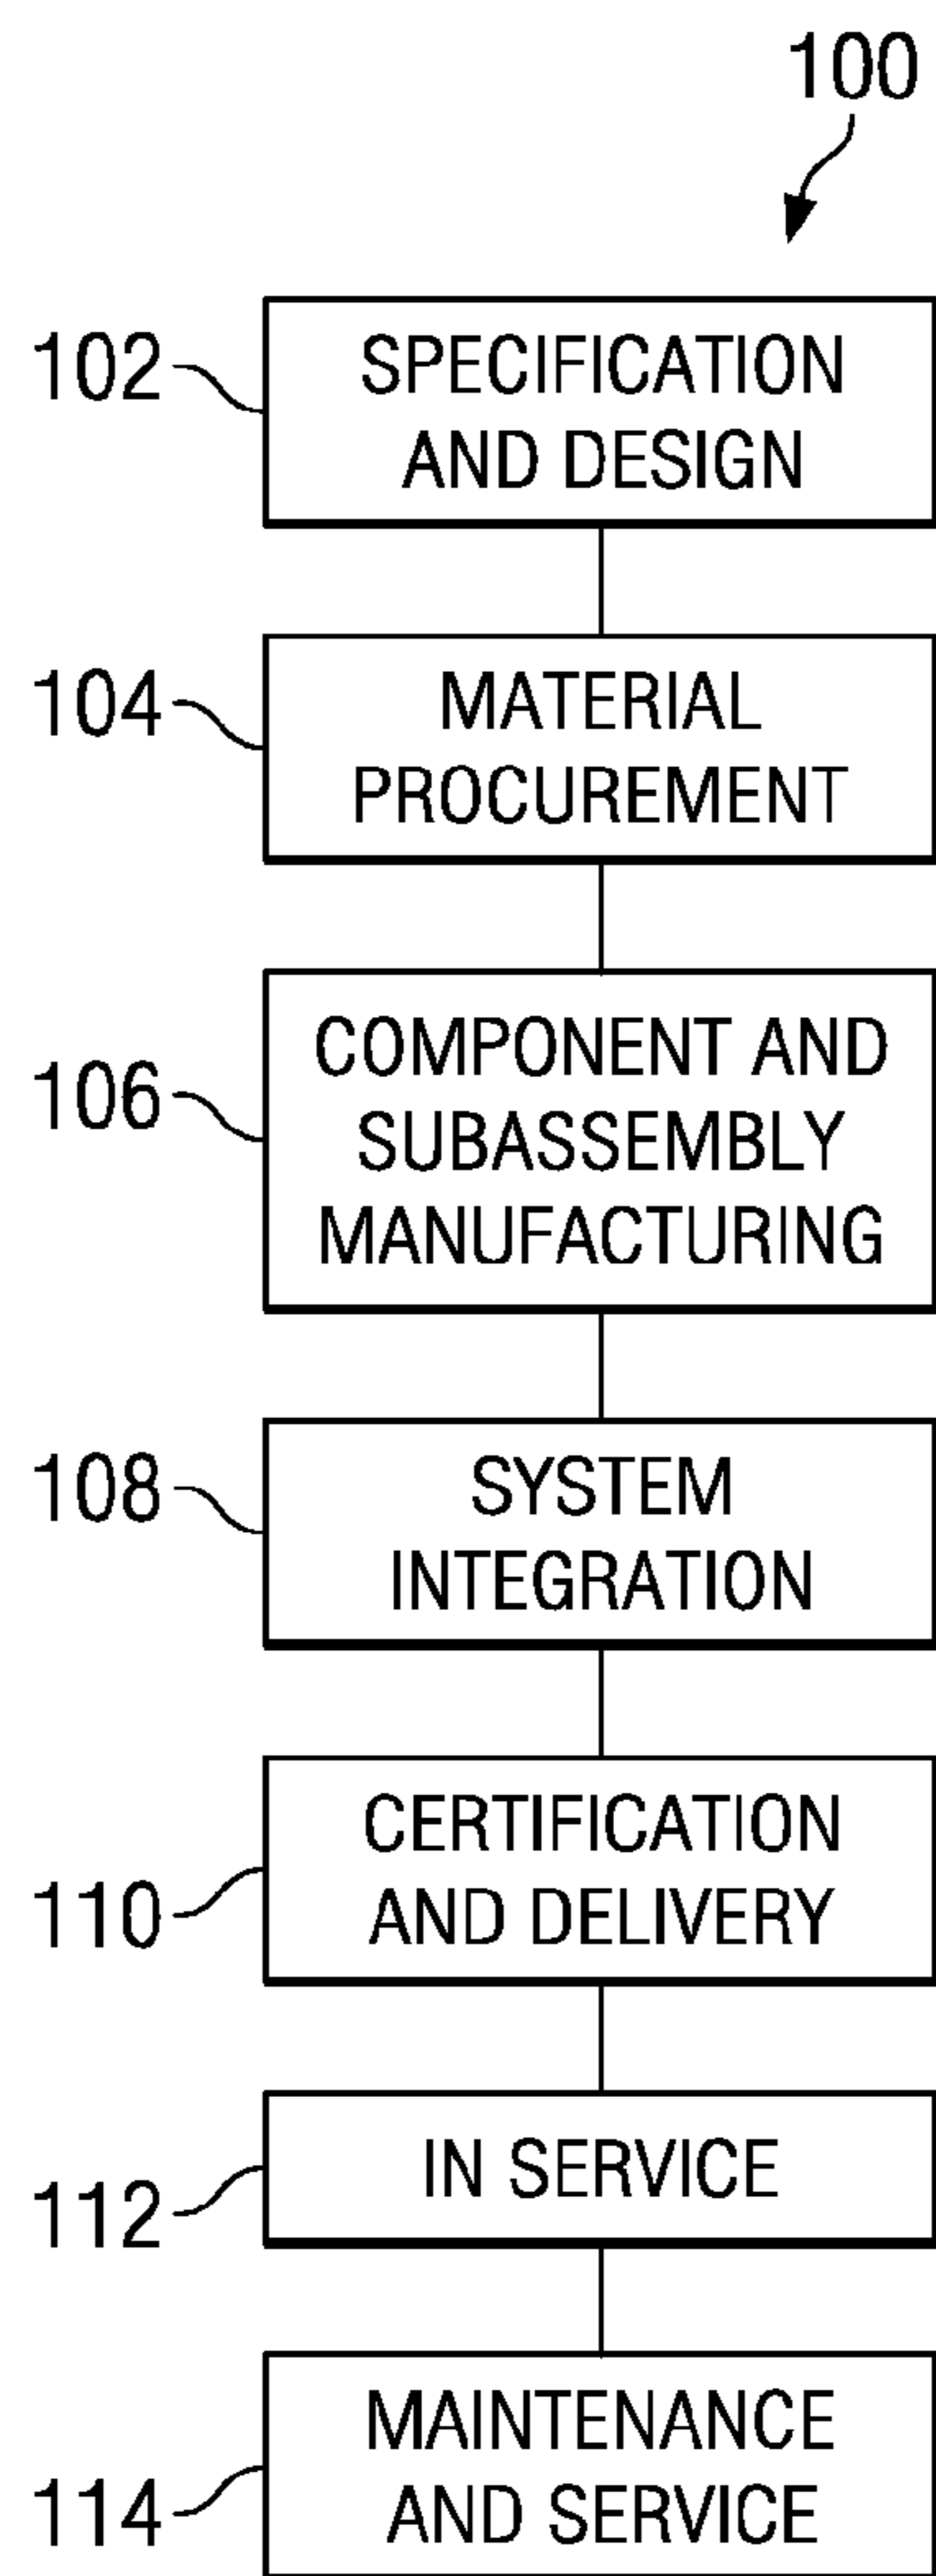 100
102
SPECIFICATION
AND DESIGN
104
MATERIAL
PROCUREMENT
106
COMPONENT AND
SUBASSEMBLY
MANUFACTURING
108
SYSTEM
INTEGRATION
110
CERTIFICATION
AND DELIVERY
112
IN SERVICE
114
MAINTENANCE
AND SERVICE